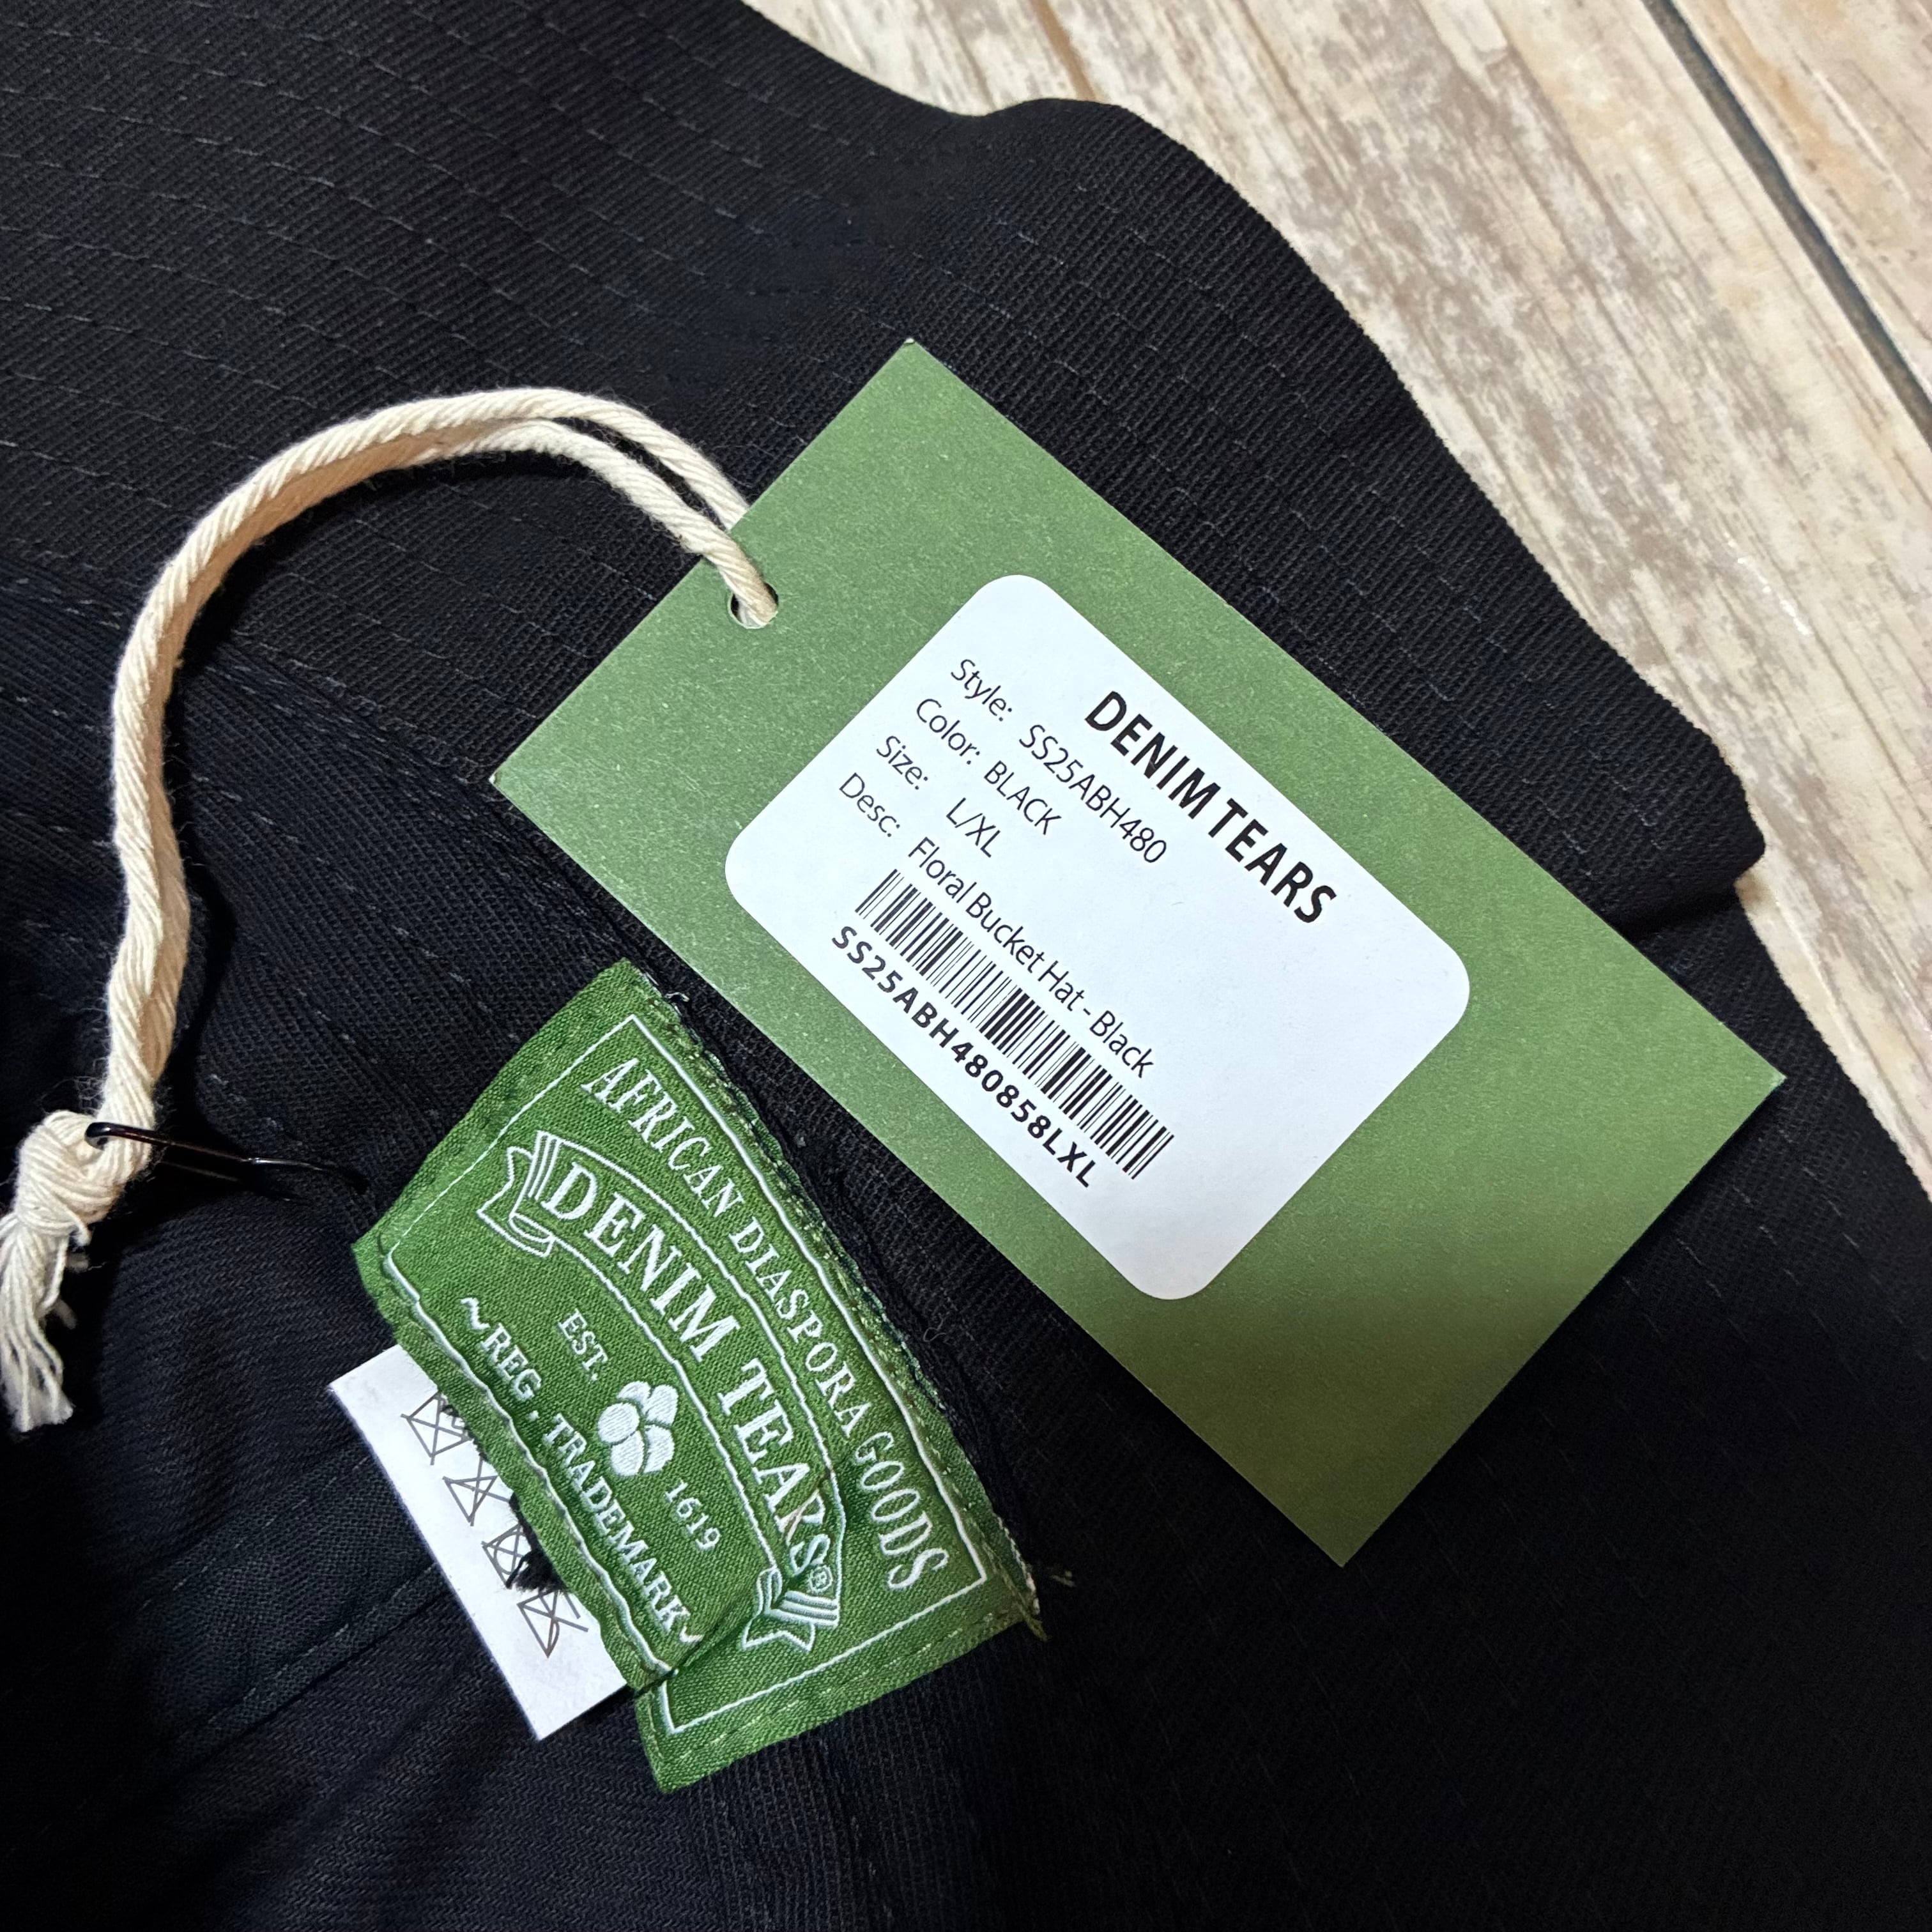 DENIM TEARS
Style: SS25ABH480
Color: BLACK
Size: L/XL
Desc: Floral Bucket Hat - Black
SS25ABH480858LXL
AFRICAN DIASPORA GOODS
DENIM TEARS®
EST. 1619
~REG. TRADEMARK~